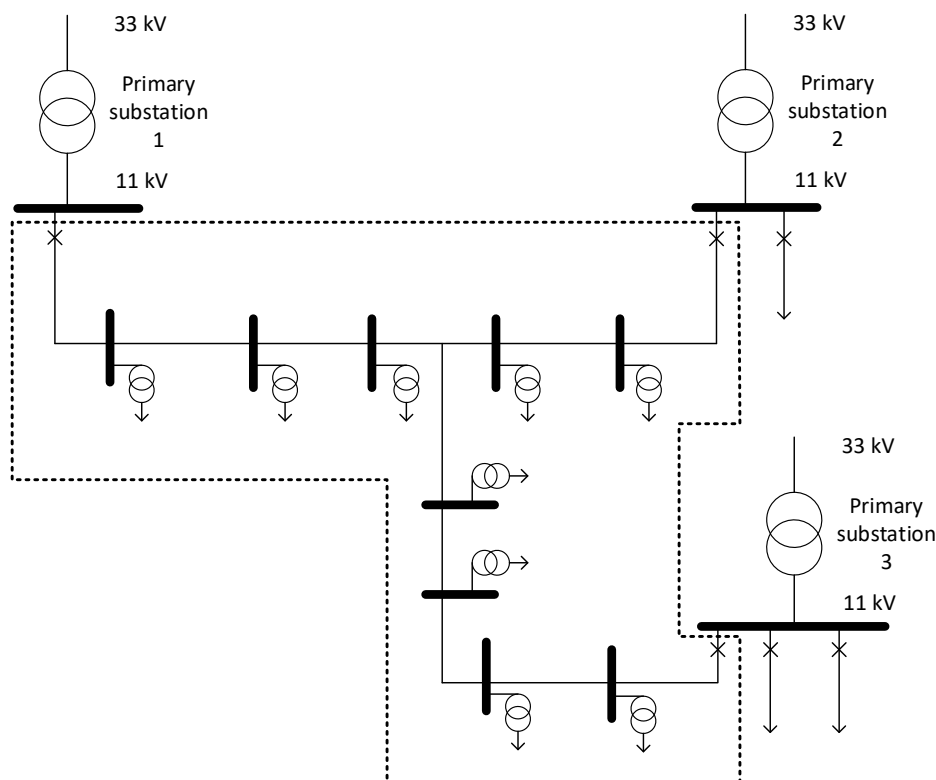 33 kV
Primary
substation
1
11 kV
33 kV
Primary
substation
2
11 kV
33 kV
Primary
substation
3
11 kV